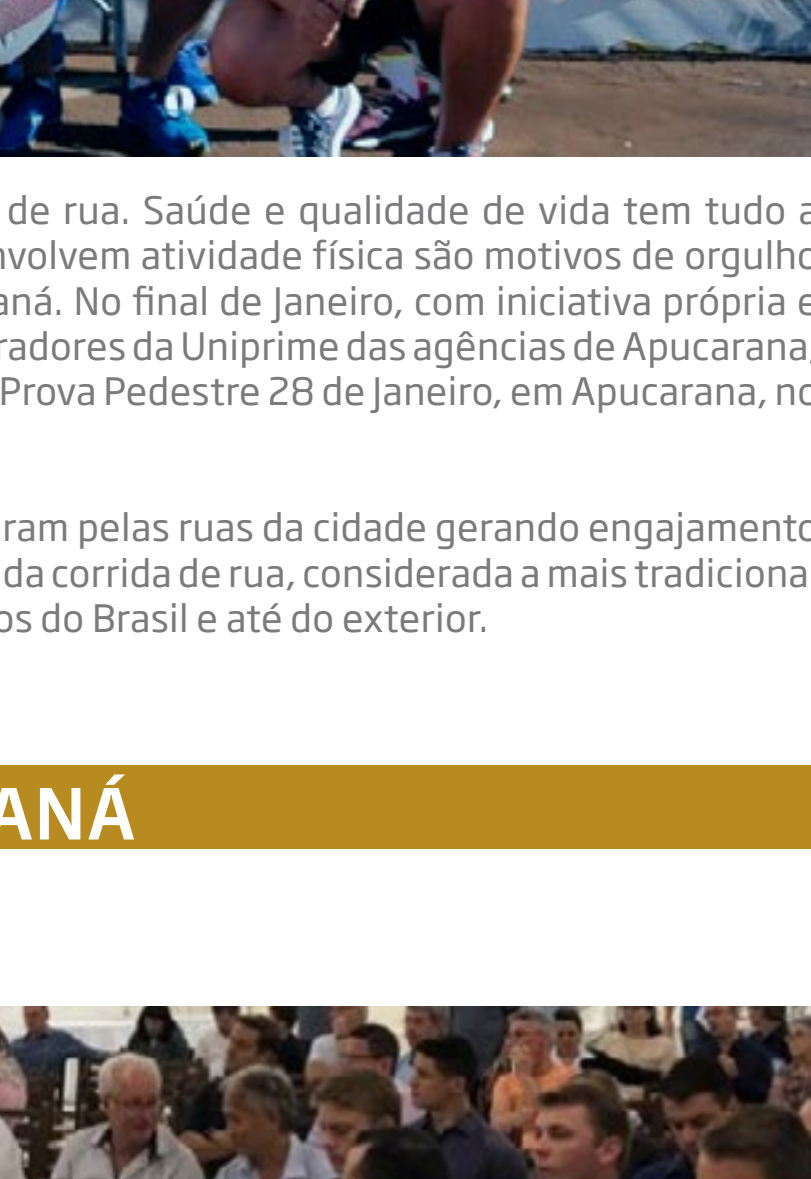 de rua. Saúde e qualidade de vida tem tudo a
nvolvem atividade física são motivos de orgulho
aná. No final de Janeiro, com iniciativa própria e
radores da Uniprime das agências de Apucarana,
Prova Pedestre 28 de Janeiro, em Apucarana, no
ram pelas ruas da cidade gerando engajamento
da corrida de rua, considerada a mais tradiciona
os do Brasil e até do exterior.
ANÁ